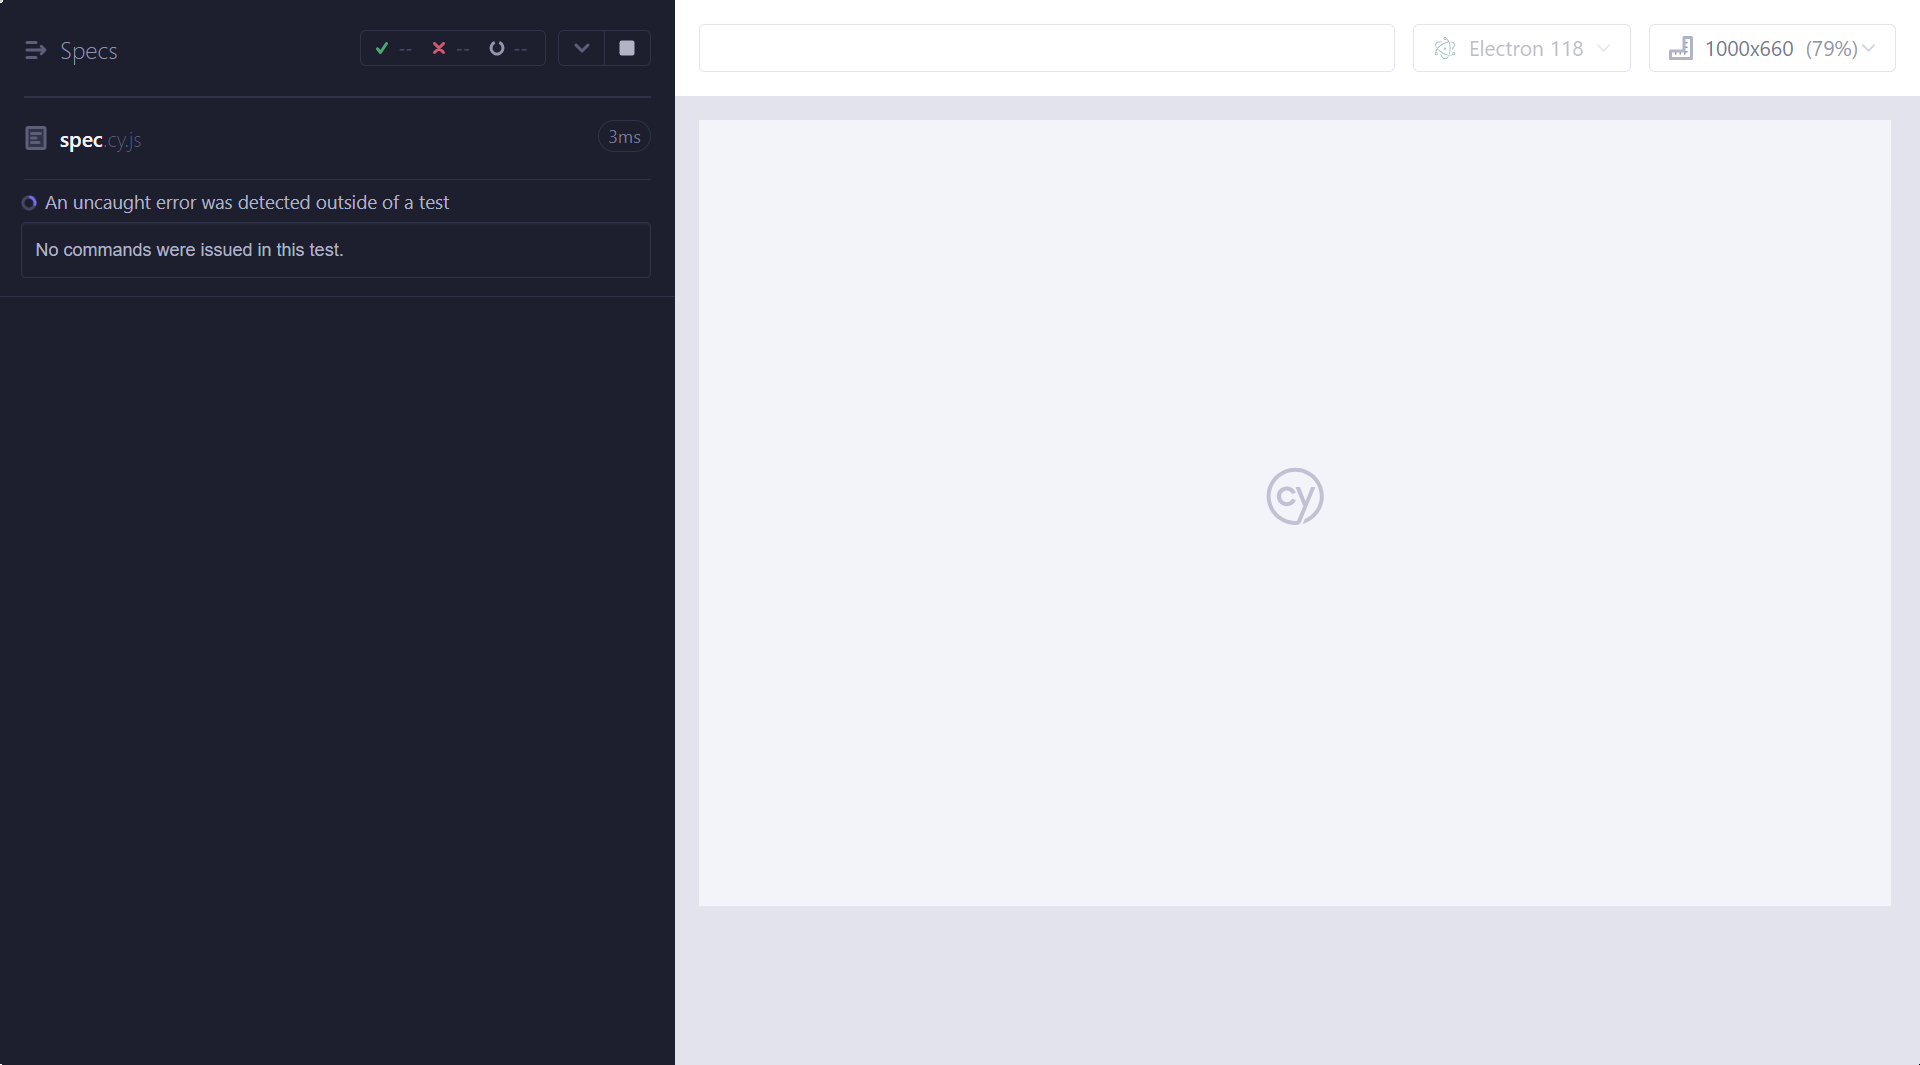 Specs
-- -- --
spec.cy.js
3ms
An uncaught error was detected outside of a test
No commands were issued in this test.
Electron 118
1000x660 (79%)
cy